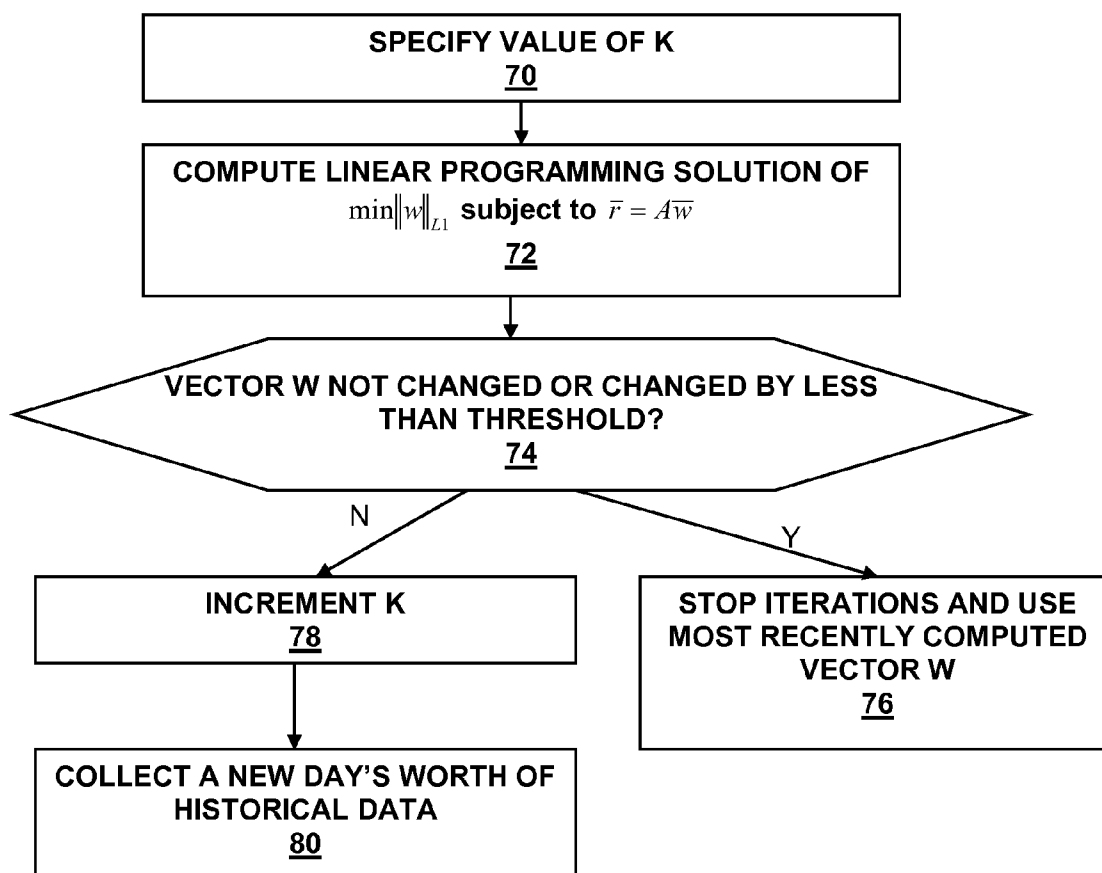 SPECIFY VALUE OF K
70
COMPUTE LINEAR PROGRAMMING SOLUTION OF
min‖w‖_{L1} subject to r̅ = Aw̅
72
VECTOR W NOT CHANGED OR CHANGED BY LESS
THAN THRESHOLD?
74
N
Y
INCREMENT K
78
STOP ITERATIONS AND USE
MOST RECENTLY COMPUTED
VECTOR W
76
COLLECT A NEW DAY’S WORTH OF
HISTORICAL DATA
80